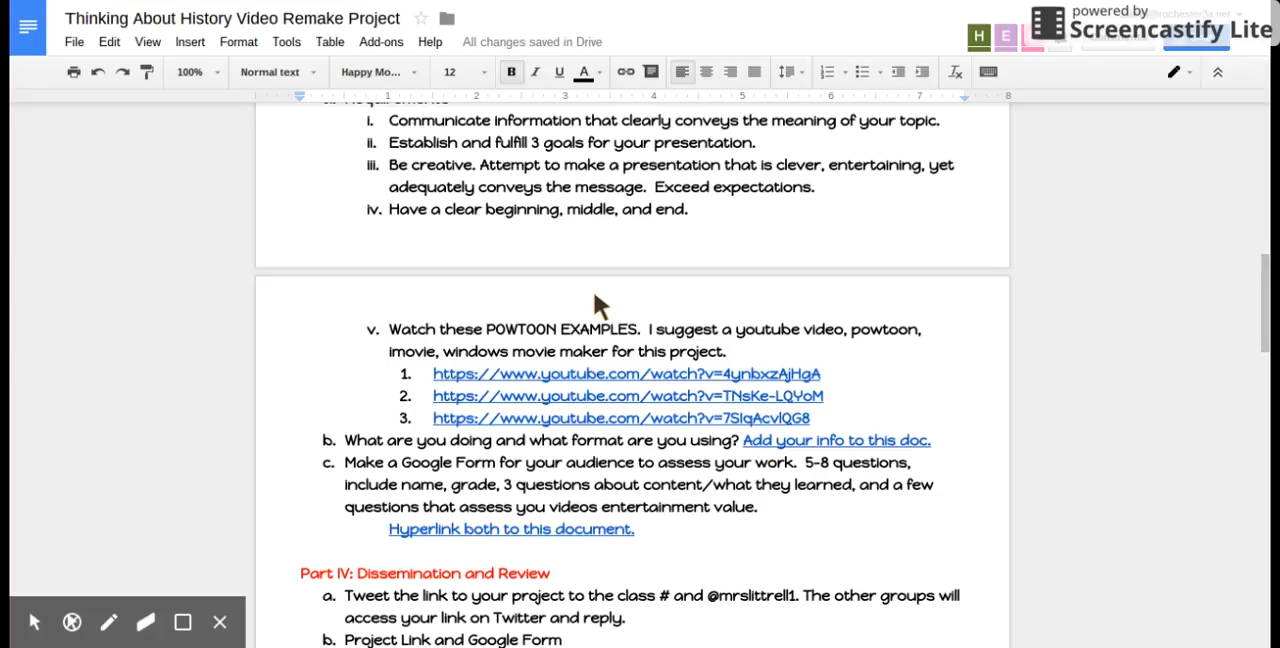 Thinking About History Video Remake Project
powered by
Screencastify Lite
File Edit View Insert Format Tools Table Add-ons Help All changes saved in Drive
H E
100% Normal text Happy Mo... 12 B I U A
1 2 3 4 5 6 7 8
i. Communicate information that clearly conveys the meaning of your topic.
ii. Establish and fulfill 3 goals for your presentation.
iii. Be creative. Attempt to make a presentation that is clever, entertaining, yet
adequately conveys the message. Exceed expectations.
iv. Have a clear beginning, middle, and end.
v. Watch these POWTOON EXAMPLES. I suggest a youtube video, powtoon,
imovie, windows movie maker for this project.
1. https://www.youtube.com/watch?v=4ynbxzAjHgA
2. https://www.youtube.com/watch?v=TNsKe-LQYoM
3. https://www.youtube.com/watch?v=7SIqAcvlQG8
b. What are you doing and what format are you using? Add your info to this doc.
c. Make a Google Form for your audience to assess your work. 5-8 questions,
include name, grade, 3 questions about content/what they learned, and a few
questions that assess you videos entertainment value.
Hyperlink both to this document.
Part IV: Dissemination and Review
a. Tweet the link to your project to the class # and @mrslittrell1. The other groups will
access your link on Twitter and reply.
b. Project Link and Google Form